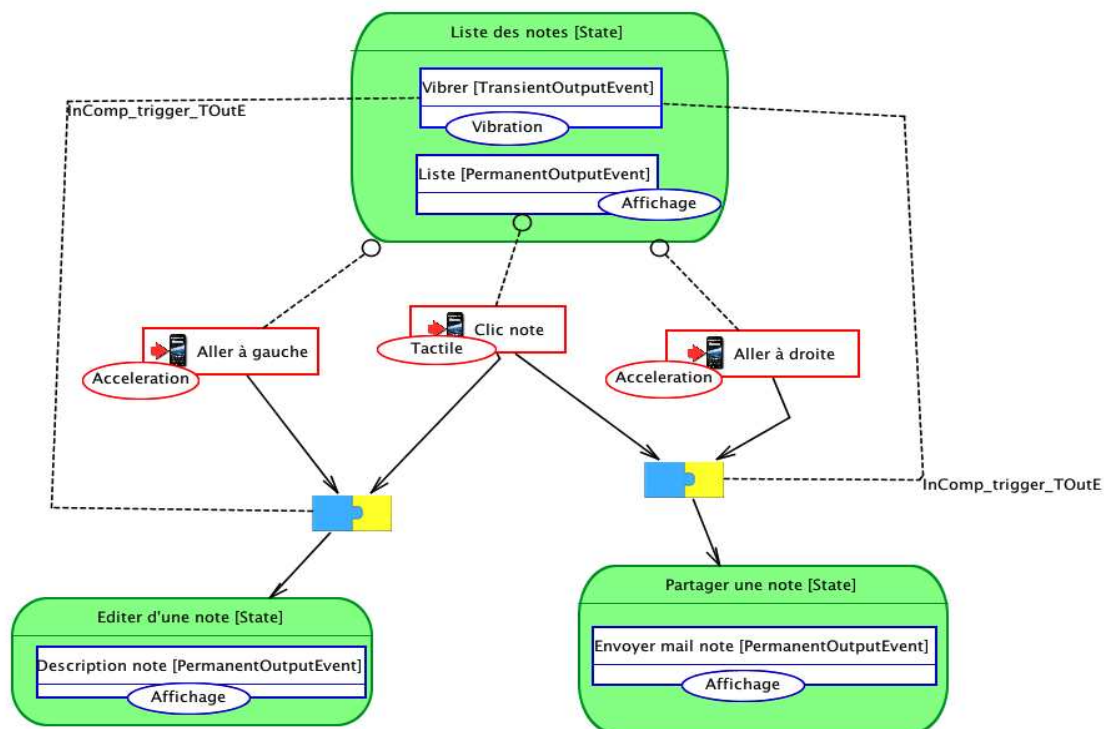 Liste des notes [State]
Vibrer [TransientOutputEvent]
InComp_trigger_TOutE
Vibration
Liste [PermanentOutputEvent]
Affichage
Aller à gauche
Acceleration
Clic note
Tactile
Aller à droite
Acceleration
InComp_trigger_TOutE
Editer d'une note [State]
Description note [PermanentOutputEvent]
Affichage
Partager une note [State]
Envoyer mail note [PermanentOutputEvent]
Affichage